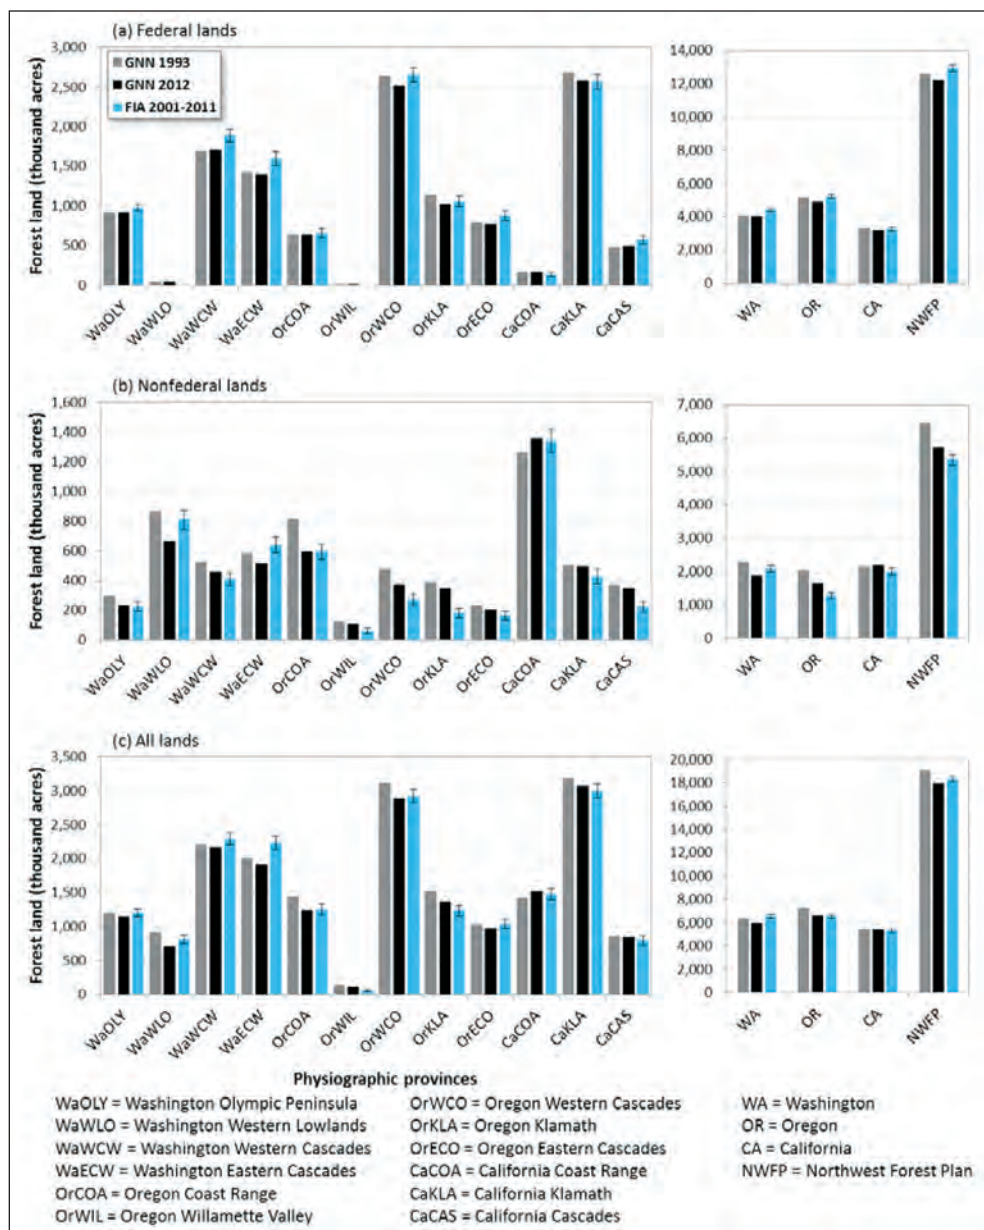 (a) Federal lands
Forest land (thousand acres)
3,000
2,500
2,000
1,500
1,000
500
0
GNN 1993
GNN 2012
FIA 2001-2011
WaOLY
WaWLO
WaWCW
WaECW
OrCOA
OrWIL
OrWCO
OrKLA
OrECO
CaCOA
CaKLA
CaCAS
14,000
12,000
10,000
8,000
6,000
4,000
2,000
0
WA
OR
CA
NWFP
(b) Nonfederal lands
Forest land (thousand acres)
1,600
1,400
1,200
1,000
800
600
400
200
0
WaOLY
WaWLO
WaWCW
WaECW
OrCOA
OrWIL
OrWCO
OrKLA
OrECO
CaCOA
CaKLA
CaCAS
7,000
6,000
5,000
4,000
3,000
2,000
1,000
0
WA
OR
CA
NWFP
(c) All lands
Forest land (thousand acres)
3,500
3,000
2,500
2,000
1,500
1,000
500
0
WaOLY
WaWLO
WaWCW
WaECW
OrCOA
OrWIL
OrWCO
OrKLA
OrECO
CaCOA
CaKLA
CaCAS
20,000
18,000
16,000
14,000
12,000
10,000
8,000
6,000
4,000
2,000
0
WA
OR
CA
NWFP
Physiographic provinces
WaOLY = Washington Olympic Peninsula
WaWLO = Washington Western Lowlands
WaWCW = Washington Western Cascades
WaECW = Washington Eastern Cascades
OrCOA = Oregon Coast Range
OrWIL = Oregon Willamette Valley
OrWCO = Oregon Western Cascades
OrKLA = Oregon Klamath
OrECO = Oregon Eastern Cascades
CaCOA = California Coast Range
CaKLA = California Klamath
CaCAS = California Cascades
WA = Washington
OR = Oregon
CA = California
NWFP = Northwest Forest Plan